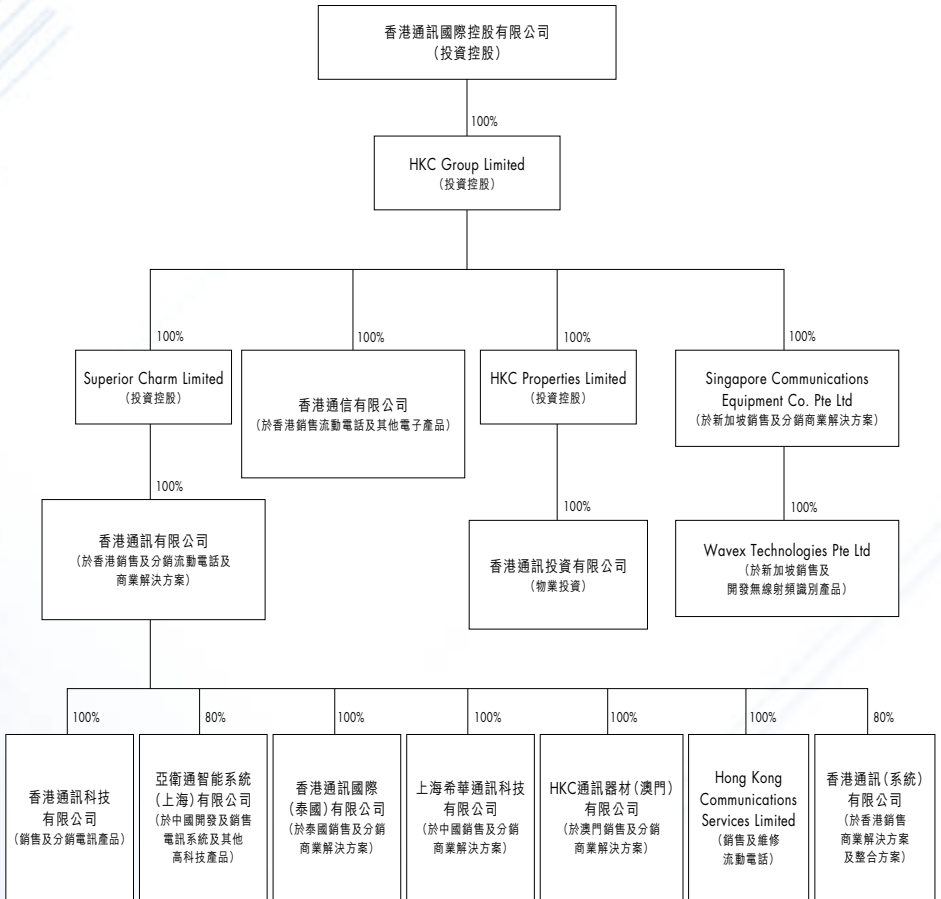 香港通訊國際控股有限公司
（投資控股）
100%
HKC Group Limited
（投資控股）
100%
100%
100%
100%
Superior Charm Limited
（投資控股）
香港通信有限公司
（於香港銷售流動電話及其他電子產品）
HKC Properties Limited
（投資控股）
Singapore Communications
Equipment Co. Pte Ltd
（於新加坡銷售及分銷商業解決方案）
100%
100%
100%
香港通訊有限公司
（於香港銷售及分銷流動電話及
商業解決方案）
香港通訊投資有限公司
（物業投資）
Wavex Technologies Pte Ltd
（於新加坡銷售及
開發無線射頻識別產品）
100%
80%
100%
100%
100%
100%
80%
香港通訊科技
有限公司
（銷售及分銷電訊產品）
亞衛通智能系統
（上海）有限公司
（於中國開發及銷售
電訊系統及其他
高科技產品）
香港通訊國際
（泰國）有限公司
（於泰國銷售及分銷
商業解決方案）
上海希華通訊科技
有限公司
（於中國銷售及分銷
商業解決方案）
HKC通訊器材（澳門）
有限公司
（於澳門銷售及分銷
商業解決方案）
Hong Kong
Communications
Services Limited
（銷售及維修
流動電話）
香港通訊（系統）
有限公司
（於香港銷售
商業解決方案
及整合方案）